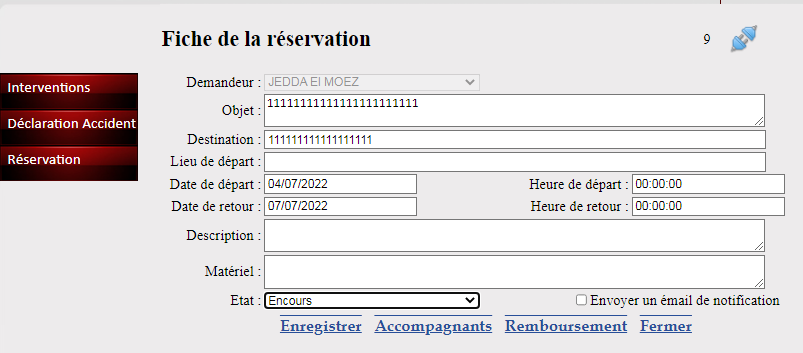 Fiche de la réservation
9
Interventions
Déclaration Accident
Réservation
Demandeur : JEDDA El MOEZ
Objet : 11111111111111111111111
Destination : 111111111111111111
Lieu de départ :
Date de départ : 04/07/2022 Heure de départ : 00:00:00
Date de retour : 07/07/2022 Heure de retour : 00:00:00
Description :
Matériel :
Etat : Encours Envoyer un émail de notification
Enregistrer Accompagnants Remboursement Fermer